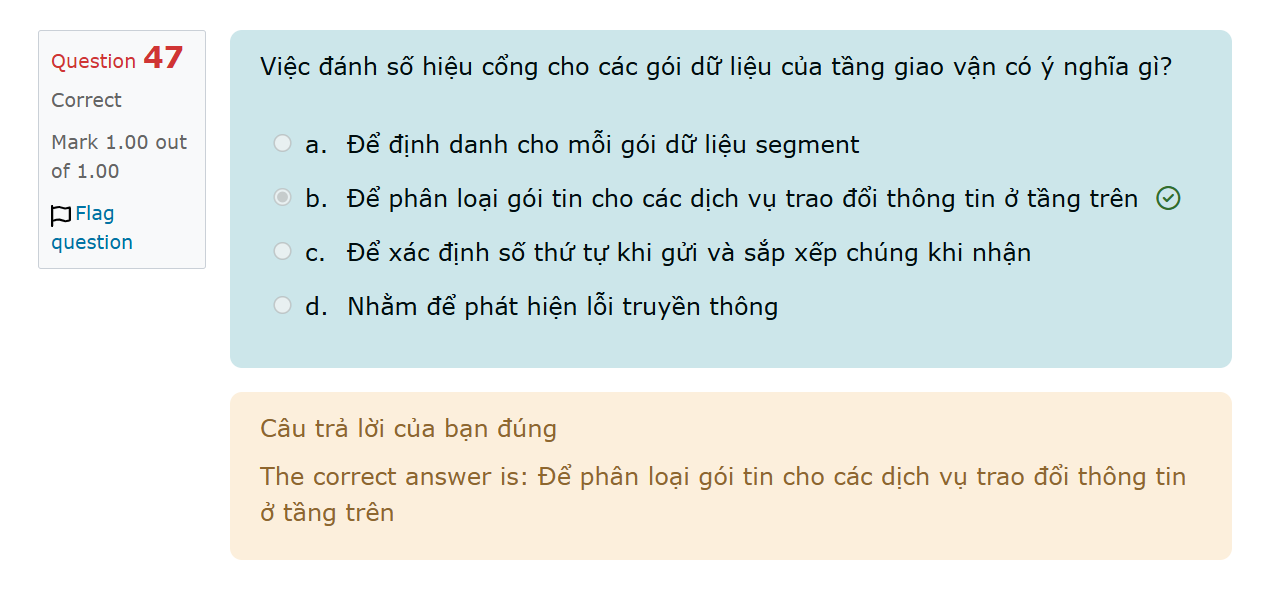 Question 47
Correct
Mark 1.00 out
of 1.00
Flag
question
Việc đánh số hiệu cổng cho các gói dữ liệu của tầng giao vận có ý nghĩa gì?
a. Để định danh cho mỗi gói dữ liệu segment
b. Để phân loại gói tin cho các dịch vụ trao đổi thông tin ở tầng trên
c. Để xác định số thứ tự khi gửi và sắp xếp chúng khi nhận
d. Nhằm để phát hiện lỗi truyền thông
Câu trả lời của bạn đúng
The correct answer is: Để phân loại gói tin cho các dịch vụ trao đổi thông tin
ở tầng trên